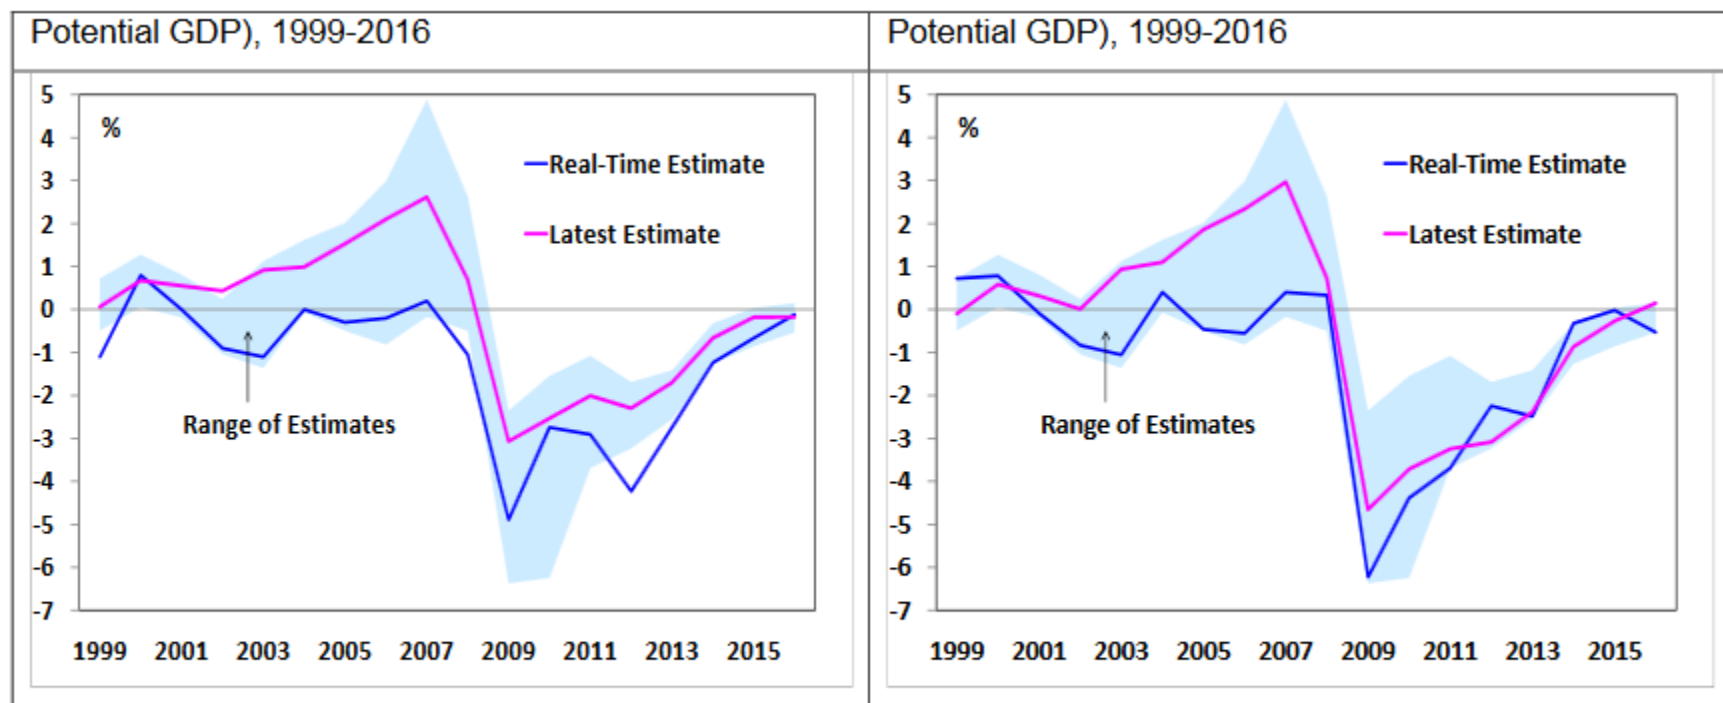 Potential GDP), 1999-2016
5
4
3
2
1
0
-1
-2
-3
-4
-5
-6
-7
%
Real-Time Estimate
Latest Estimate
Range of Estimates
1999 2001 2003 2005 2007 2009 2011 2013 2015
Potential GDP), 1999-2016
5
4
3
2
1
0
-1
-2
-3
-4
-5
-6
-7
%
Real-Time Estimate
Latest Estimate
Range of Estimates
1999 2001 2003 2005 2007 2009 2011 2013 2015